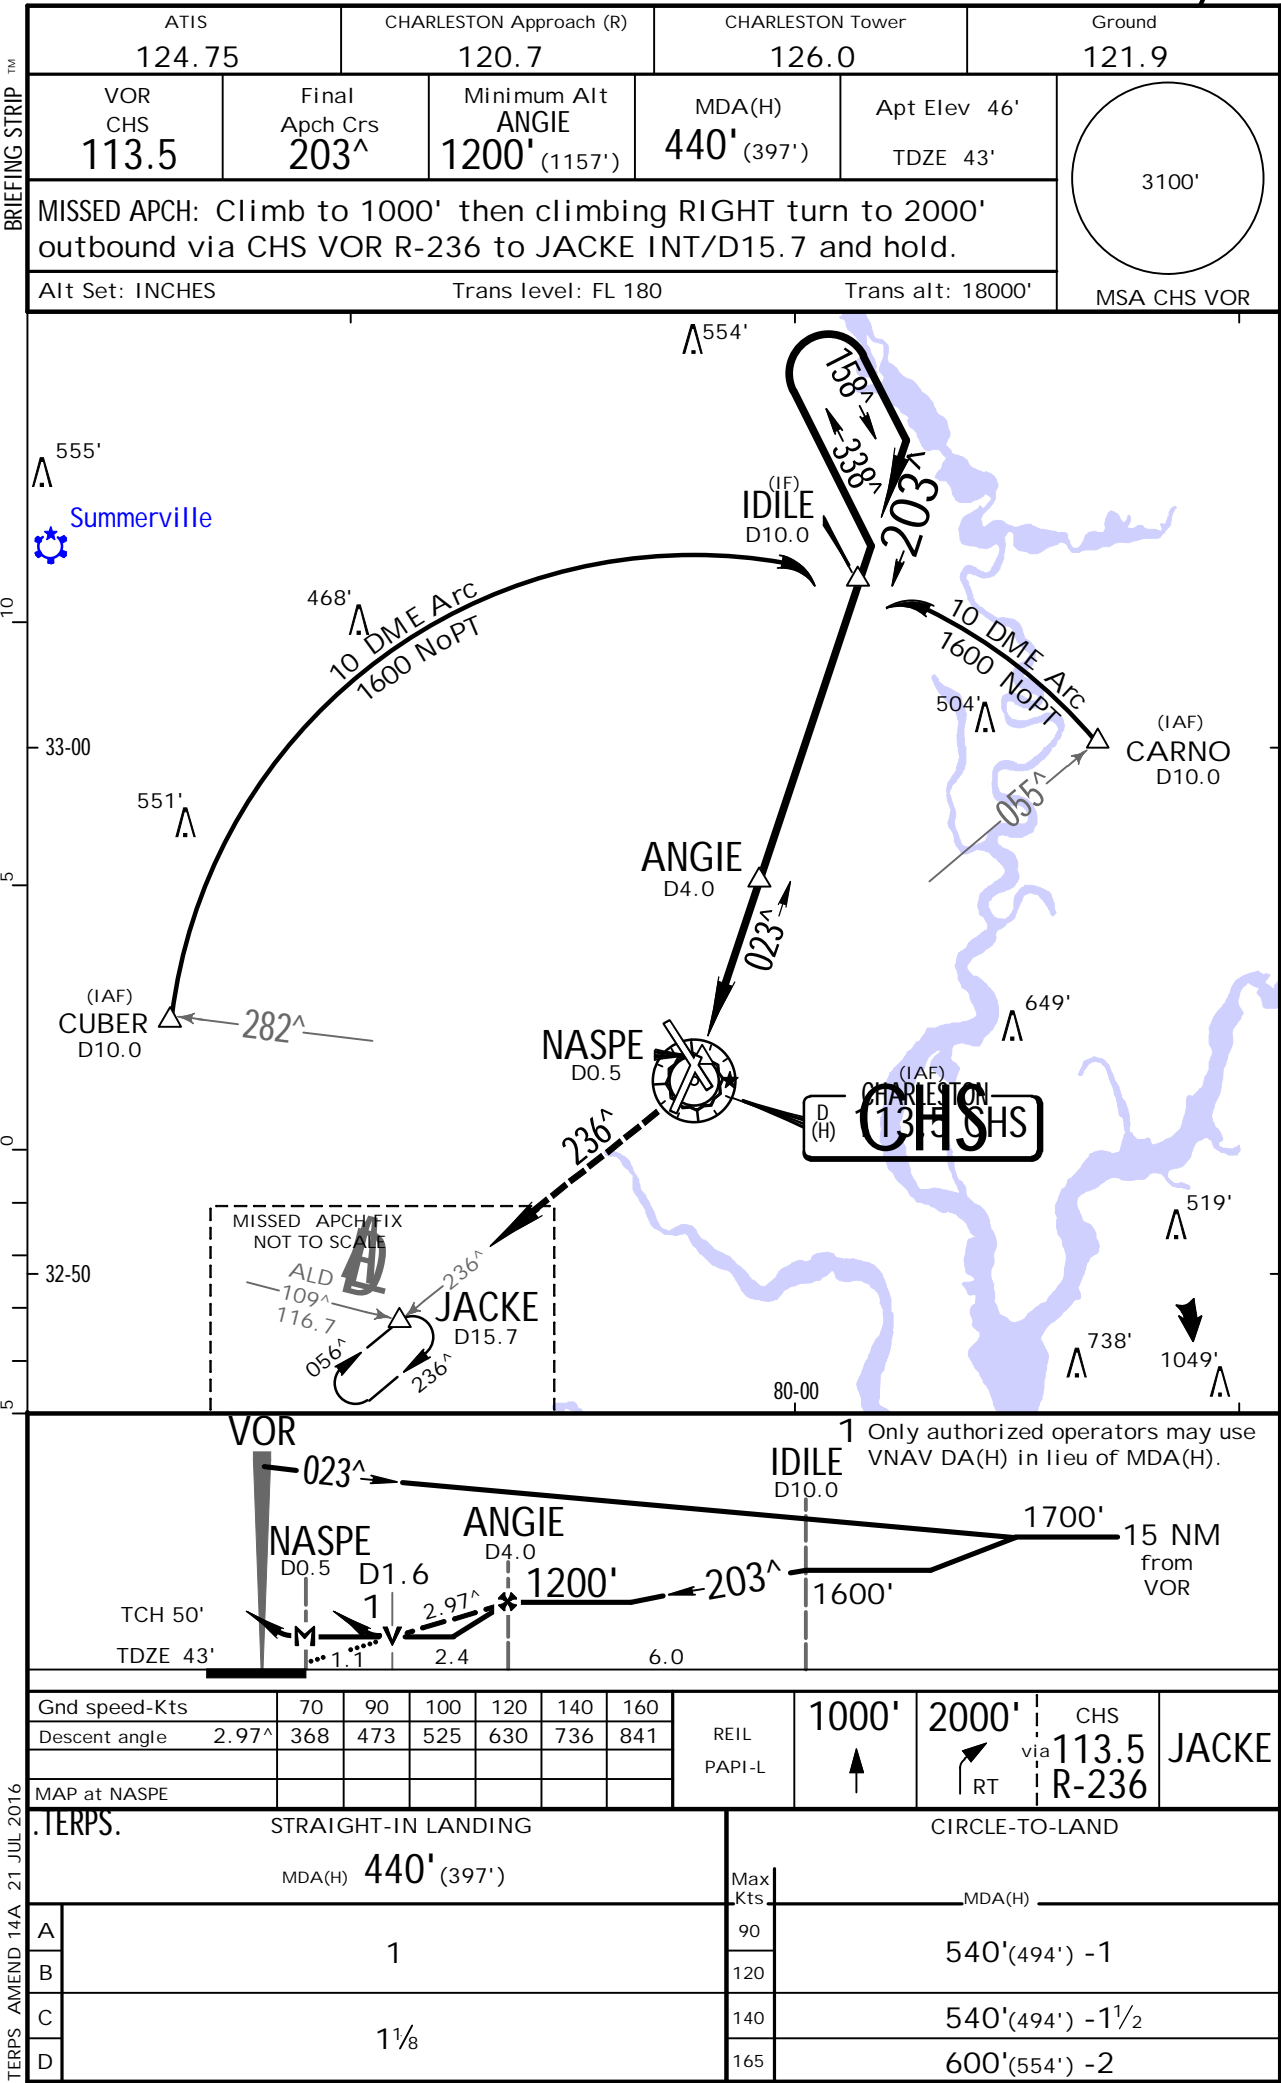 ATIS
124.75
CHARLESTON Approach (R)
120.7
CHARLESTON Tower
126.0
Ground
121.9
BRIEFING STRIP TM
VOR
CHS
113.5
Final
Apch Crs
203^
Minimum Alt
ANGIE
1200' (1157')
MDA(H)
440' (397')
Apt Elev 46'
TDZE 43'
3100'
MSA CHS VOR
MISSED APCH: Climb to 1000' then climbing RIGHT turn to 2000'
outbound via CHS VOR R-236 to JACKE INT/D15.7 and hold.
Alt Set: INCHES
Trans level: FL 180
Trans alt: 18000'
554'
555'
Summerville
158^
338^
203^
(IF)
IDILE
D10.0
468'
10 DME Arc
1600 NoPT
10 DME Arc
1600 NoPT
504'
(IAF)
CARNO
D10.0
055^
10
33-00
551'
ANGIE
D4.0
5
023^
(IAF)
CUBER
D10.0
282^
649'
NASPE
D0.5
(IAF)
CHARLESTON
D
(H)
113.5 CHS
CHS
0
236^
519'
MISSED APCH FIX
NOT TO SCALE
ALD
109^
116.7
236^
JACKE
D15.7
056^
236^
32-50
738'
1049'
80-00
5
VOR
023^
1 Only authorized operators may use
VNAV DA(H) in lieu of MDA(H).
IDILE
D10.0
NASPE
D0.5
D1.6
1
ANGIE
D4.0
2.97^
1200'
203^
1600'
1700'
15 NM
from
VOR
TCH 50'
TDZE 43'
1.1
2.4
6.0
Gnd speed-Kts 70 90 100 120 140 160
Descent angle 2.97^ 368 473 525 630 736 841
MAP at NASPE
REIL
PAPI-L
1000'
2000'
RT
via
CHS
113.5
R-236
JACKE
TERPS AMEND 14A 21 JUL 2016
.TERPS.
STRAIGHT-IN LANDING
MDA(H) 440' (397')
CIRCLE-TO-LAND
Max
Kts
MDA(H)
A
B
1
C
D
1⅛
90
120
540'(494') -1
140
540'(494') -1½
165
600'(554') -2